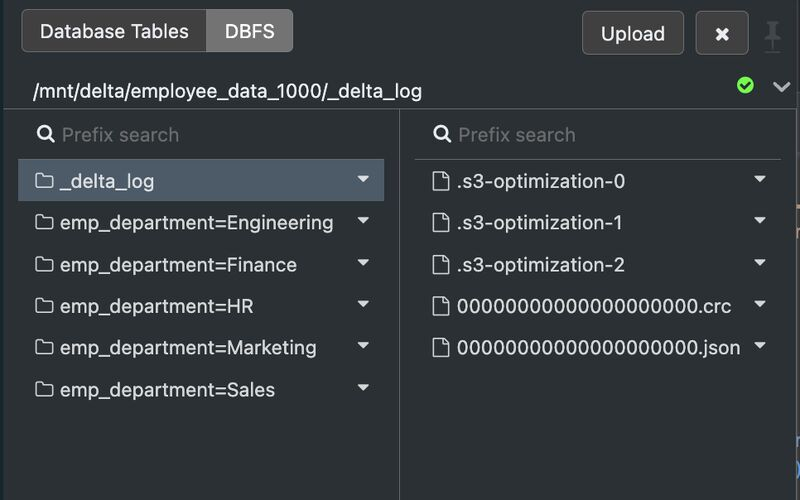 Database Tables DBFS Upload
/mnt/delta/employee_data_1000/_delta_log
Prefix search
_delta_log
emp_department=Engineering
emp_department=Finance
emp_department=HR
emp_department=Marketing
emp_department=Sales
Prefix search
.s3-optimization-0
.s3-optimization-1
.s3-optimization-2
00000000000000000000.crc
00000000000000000000.json